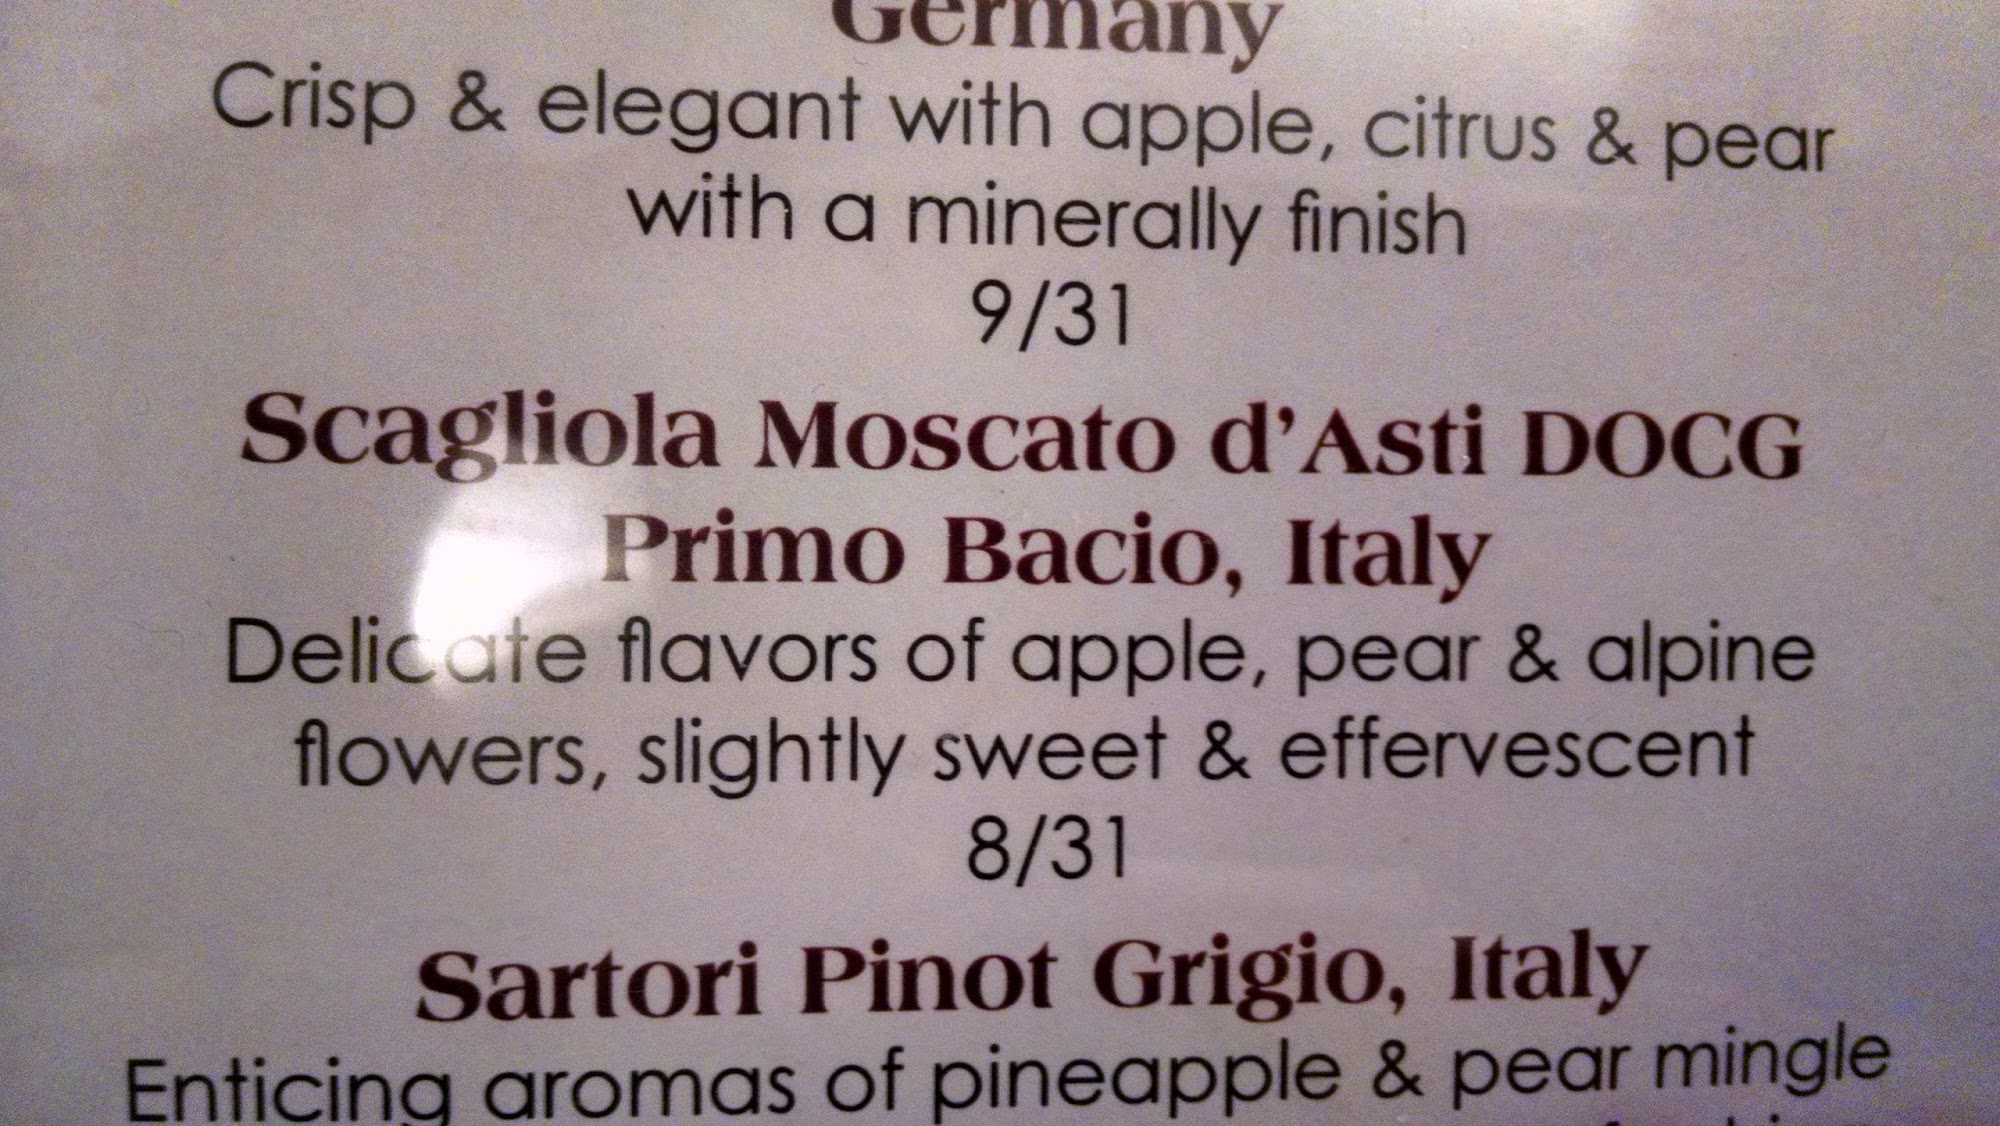 Germany
Crisp & elegant with apple, citrus & pear
with a minerally finish
9/31
Scagliola Moscato d'Asti DOCG
Primo Bacio, Italy
Delicate flavors of apple, pear & alpine
flowers, slightly sweet & effervescent
8/31
Sartori Pinot Grigio, Italy
Enticing aromas of pineapple & pear mingle